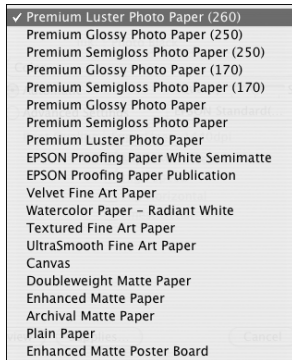 ✓ Premium Luster Photo Paper (260)
Premium Glossy Photo Paper (250)
Premium Semigloss Photo Paper (250)
Premium Glossy Photo Paper (170)
Premium Semigloss Photo Paper (170)
Premium Glossy Photo Paper
Premium Semigloss Photo Paper
Premium Luster Photo Paper
EPSON Proofing Paper White Semimatte
EPSON Proofing Paper Publication
Velvet Fine Art Paper
Watercolor Paper – Radiant White
Textured Fine Art Paper
UltraSmooth Fine Art Paper
Canvas
Doubleweight Matte Paper
Enhanced Matte Paper
Archival Matte Paper
Plain Paper
Cancel
Enhanced Matte Poster Board